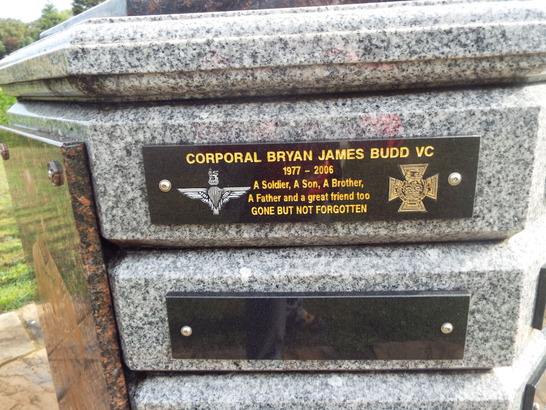 CORPORAL BRYAN JAMES BUDD VC
1977 - 2006
A Soldier, A Son, A Brother,
A Father and a great friend too
GONE BUT NOT FORGOTTEN